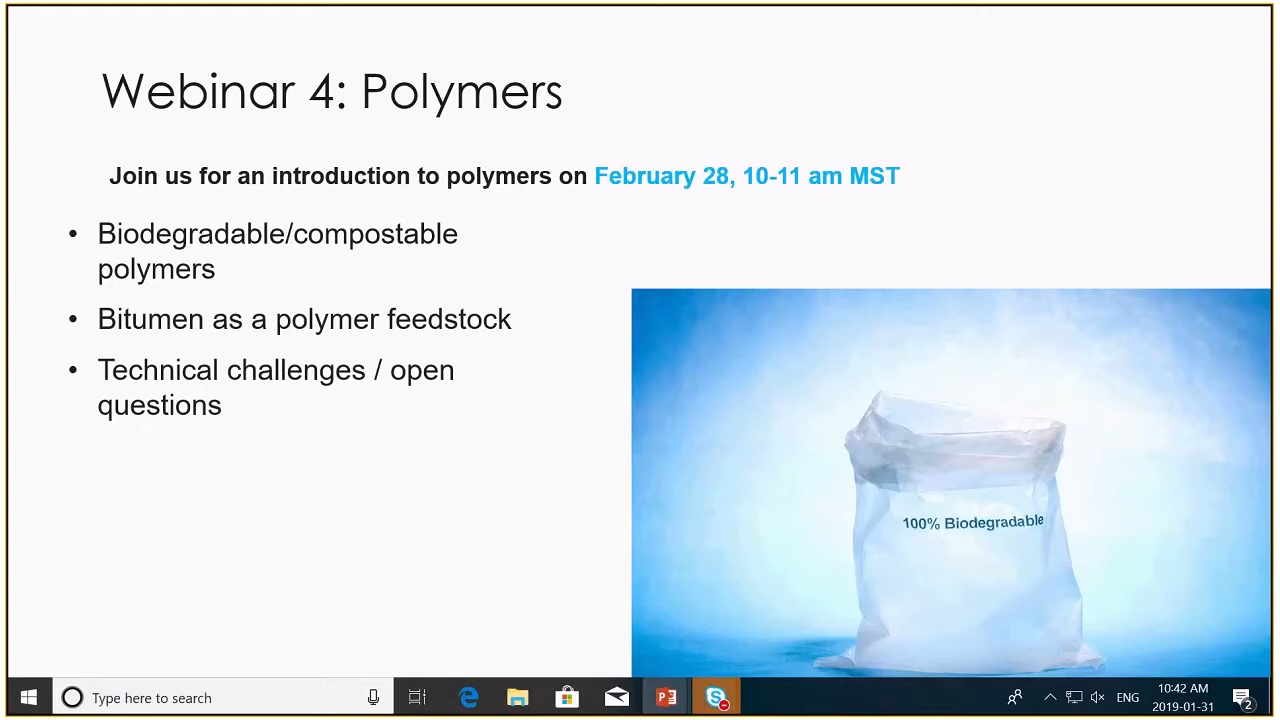 Webinar 4: Polymers
Join us for an introduction to polymers on February 28, 10-11 am MST
• Biodegradable/compostable
polymers
• Bitumen as a polymer feedstock
• Technical challenges / open
questions
100% Biodegradable
Type here to search
ENG
10:42 AM
2019-01-31
2